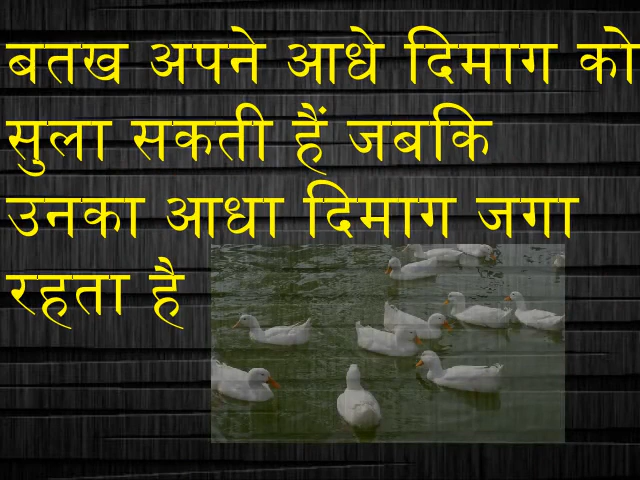 बतख अपने आधे दिमाग को
सुला सकती हैं जबकि
उनका आधा दिमाग जगा
रहता है